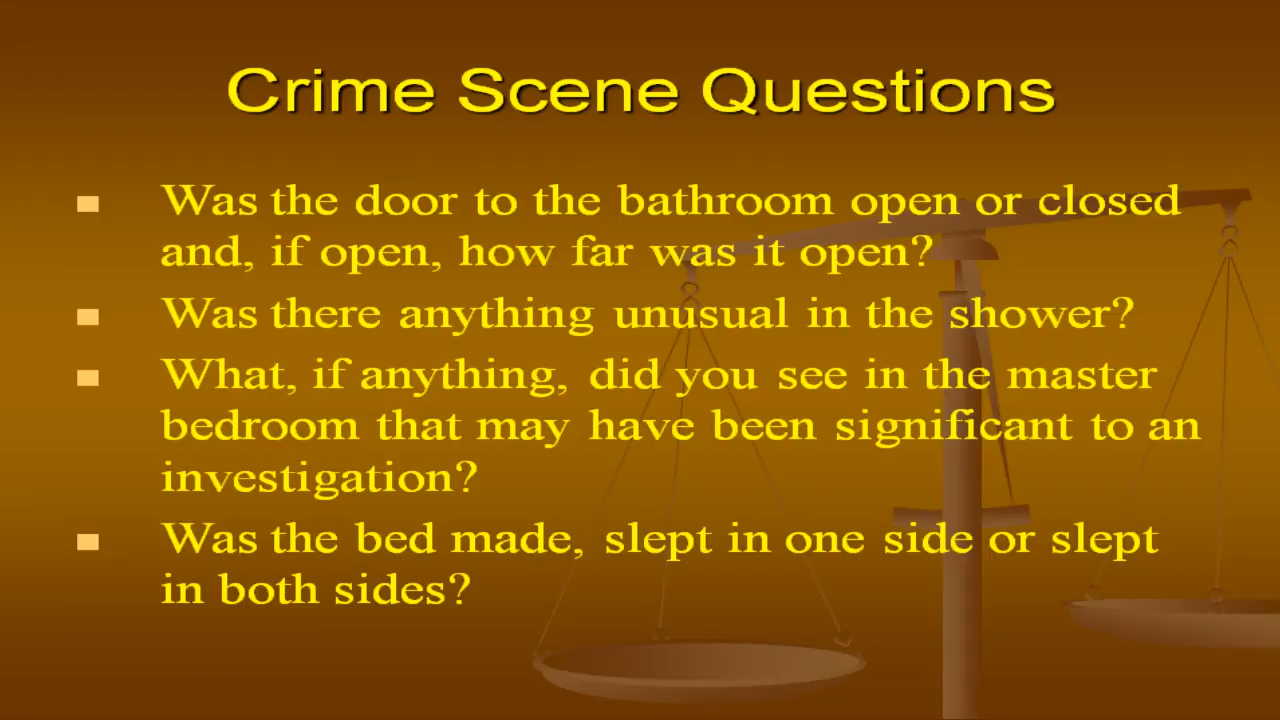 Crime Scene Questions
Was the door to the bathroom open or closed
and, if open, how far was it open?
Was there anything unusual in the shower?
What, if anything, did you see in the master
bedroom that may have been significant to an
investigation?
Was the bed made, slept in one side or slept
in both sides?